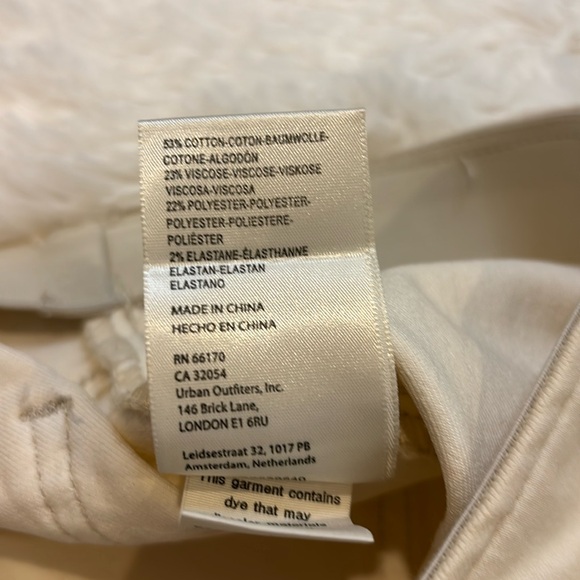 53% COTTON-COTON-BAUMWOLLE-
COTONE-ALGODÓN
23% VISCOSE-VISCOSE-VISKOSE
VISCOSA-VISCOSA
22% POLYESTER-POLYESTER-
POLYESTER-POLIESTERE-
POLIÉSTER
2% ELASTANE-ÉLASTHANNE
ELASTAN-ELASTAN
ELASTANO
MADE IN CHINA
HECHO EN CHINA
RN 66170
CA 32054
Urban Outfitters, Inc.
146 Brick Lane,
LONDON E1 6RU
Leidsestraat 32, 1017 PB
Amsterdam, Netherlands
This garment contains
dye that may